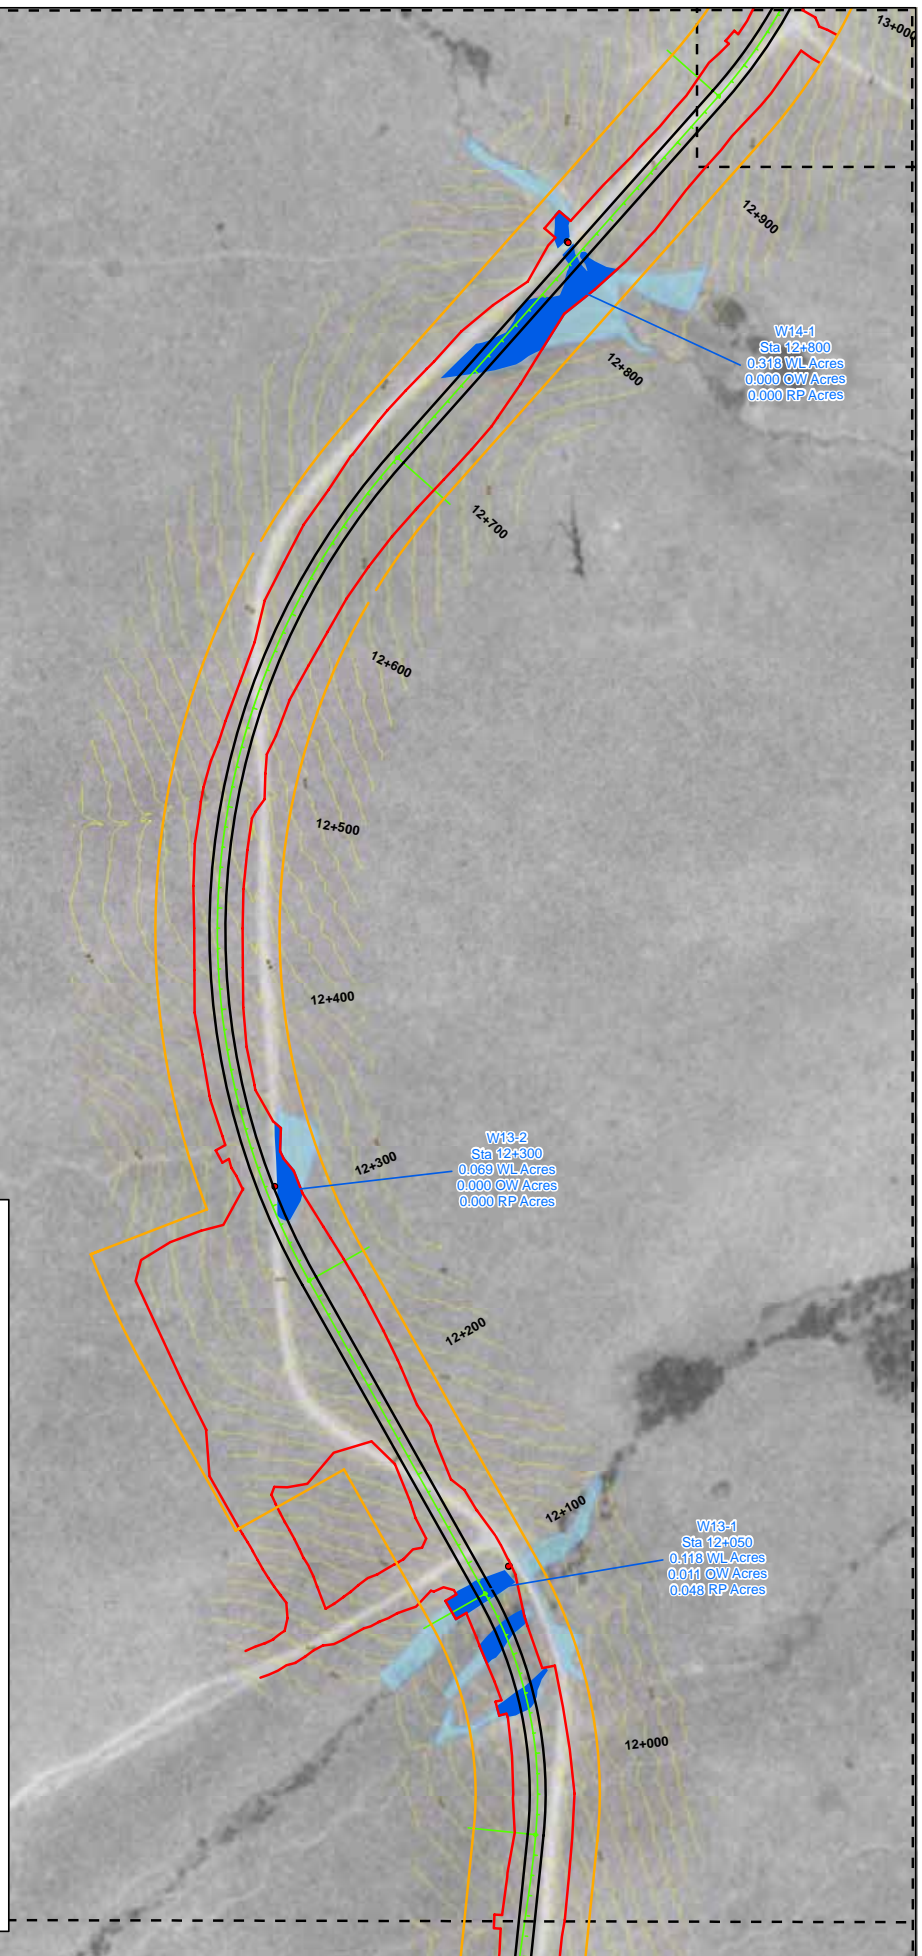 13+000
12+900
W14-1
Sta 12+800
0.318 WL Acres
0.000 OW Acres
0.000 RP Acres
12+800
12+700
12+600
12+500
12+400
W13-2
Sta 12+300
0.069 WL Acres
0.000 OW Acres
0.000 RP Acres
12+300
12+200
12+100
W13-1
Sta 12+050
0.118 WL Acres
0.011 OW Acres
0.048 RP Acres
12+000